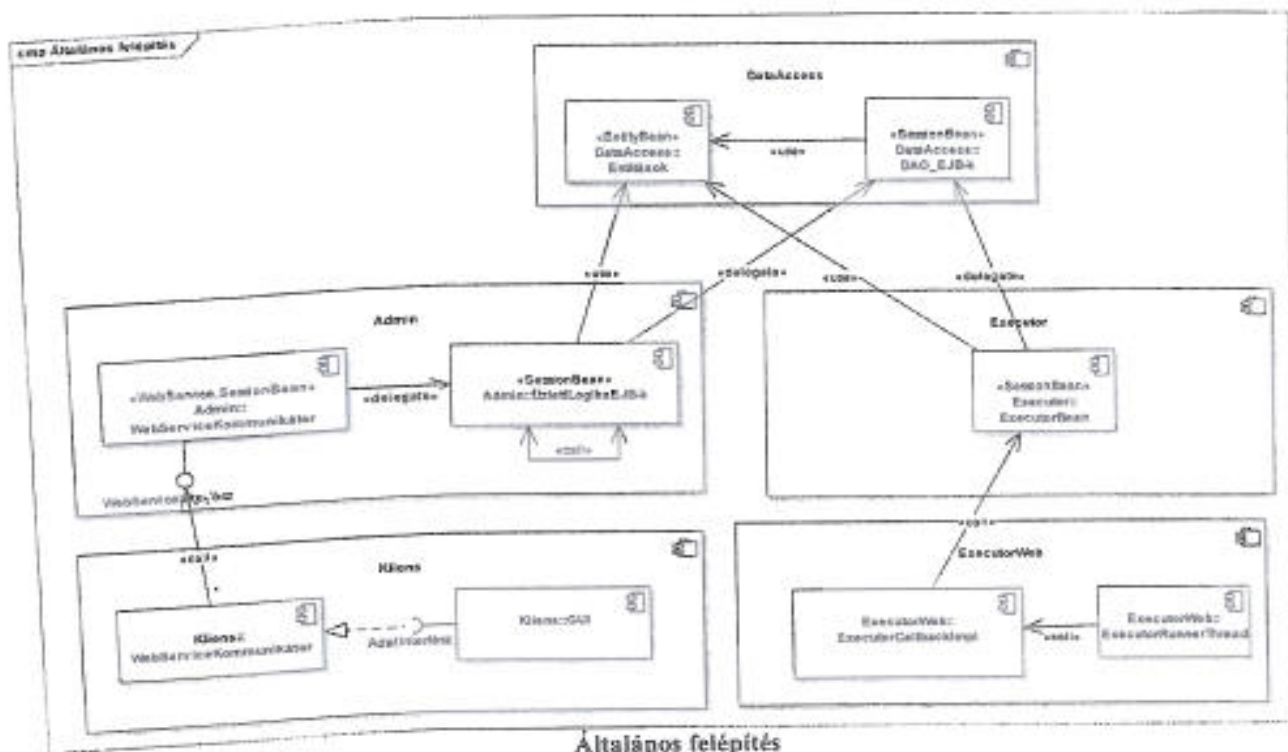 cmp Általános felépítés
DataAccess
«EntityBean»
DataAccess::
Entitások
«use»
«SessionBean»
DataAccess::
DAO_EJB-k
«use»
«delegate»
«use»
«delegate»
Admin
«WebService,SessionBean»
Admin::
WebServiceKommunikátor
«delegate»
«SessionBean»
Admin::ÜzletiLogikaEJB-k
«call»
Executor
«SessionBean»
Executor::
ExecutorBean
«call»
«call»
Kliens
Kliens::
WebServiceKommunikátor
Kliens::GUI
ExecutorWeb
ExecutorWeb::
ExecutorCallbackImpl
«call»
ExecutorWeb::
ExecutorRunnerThread
Általános felépítés